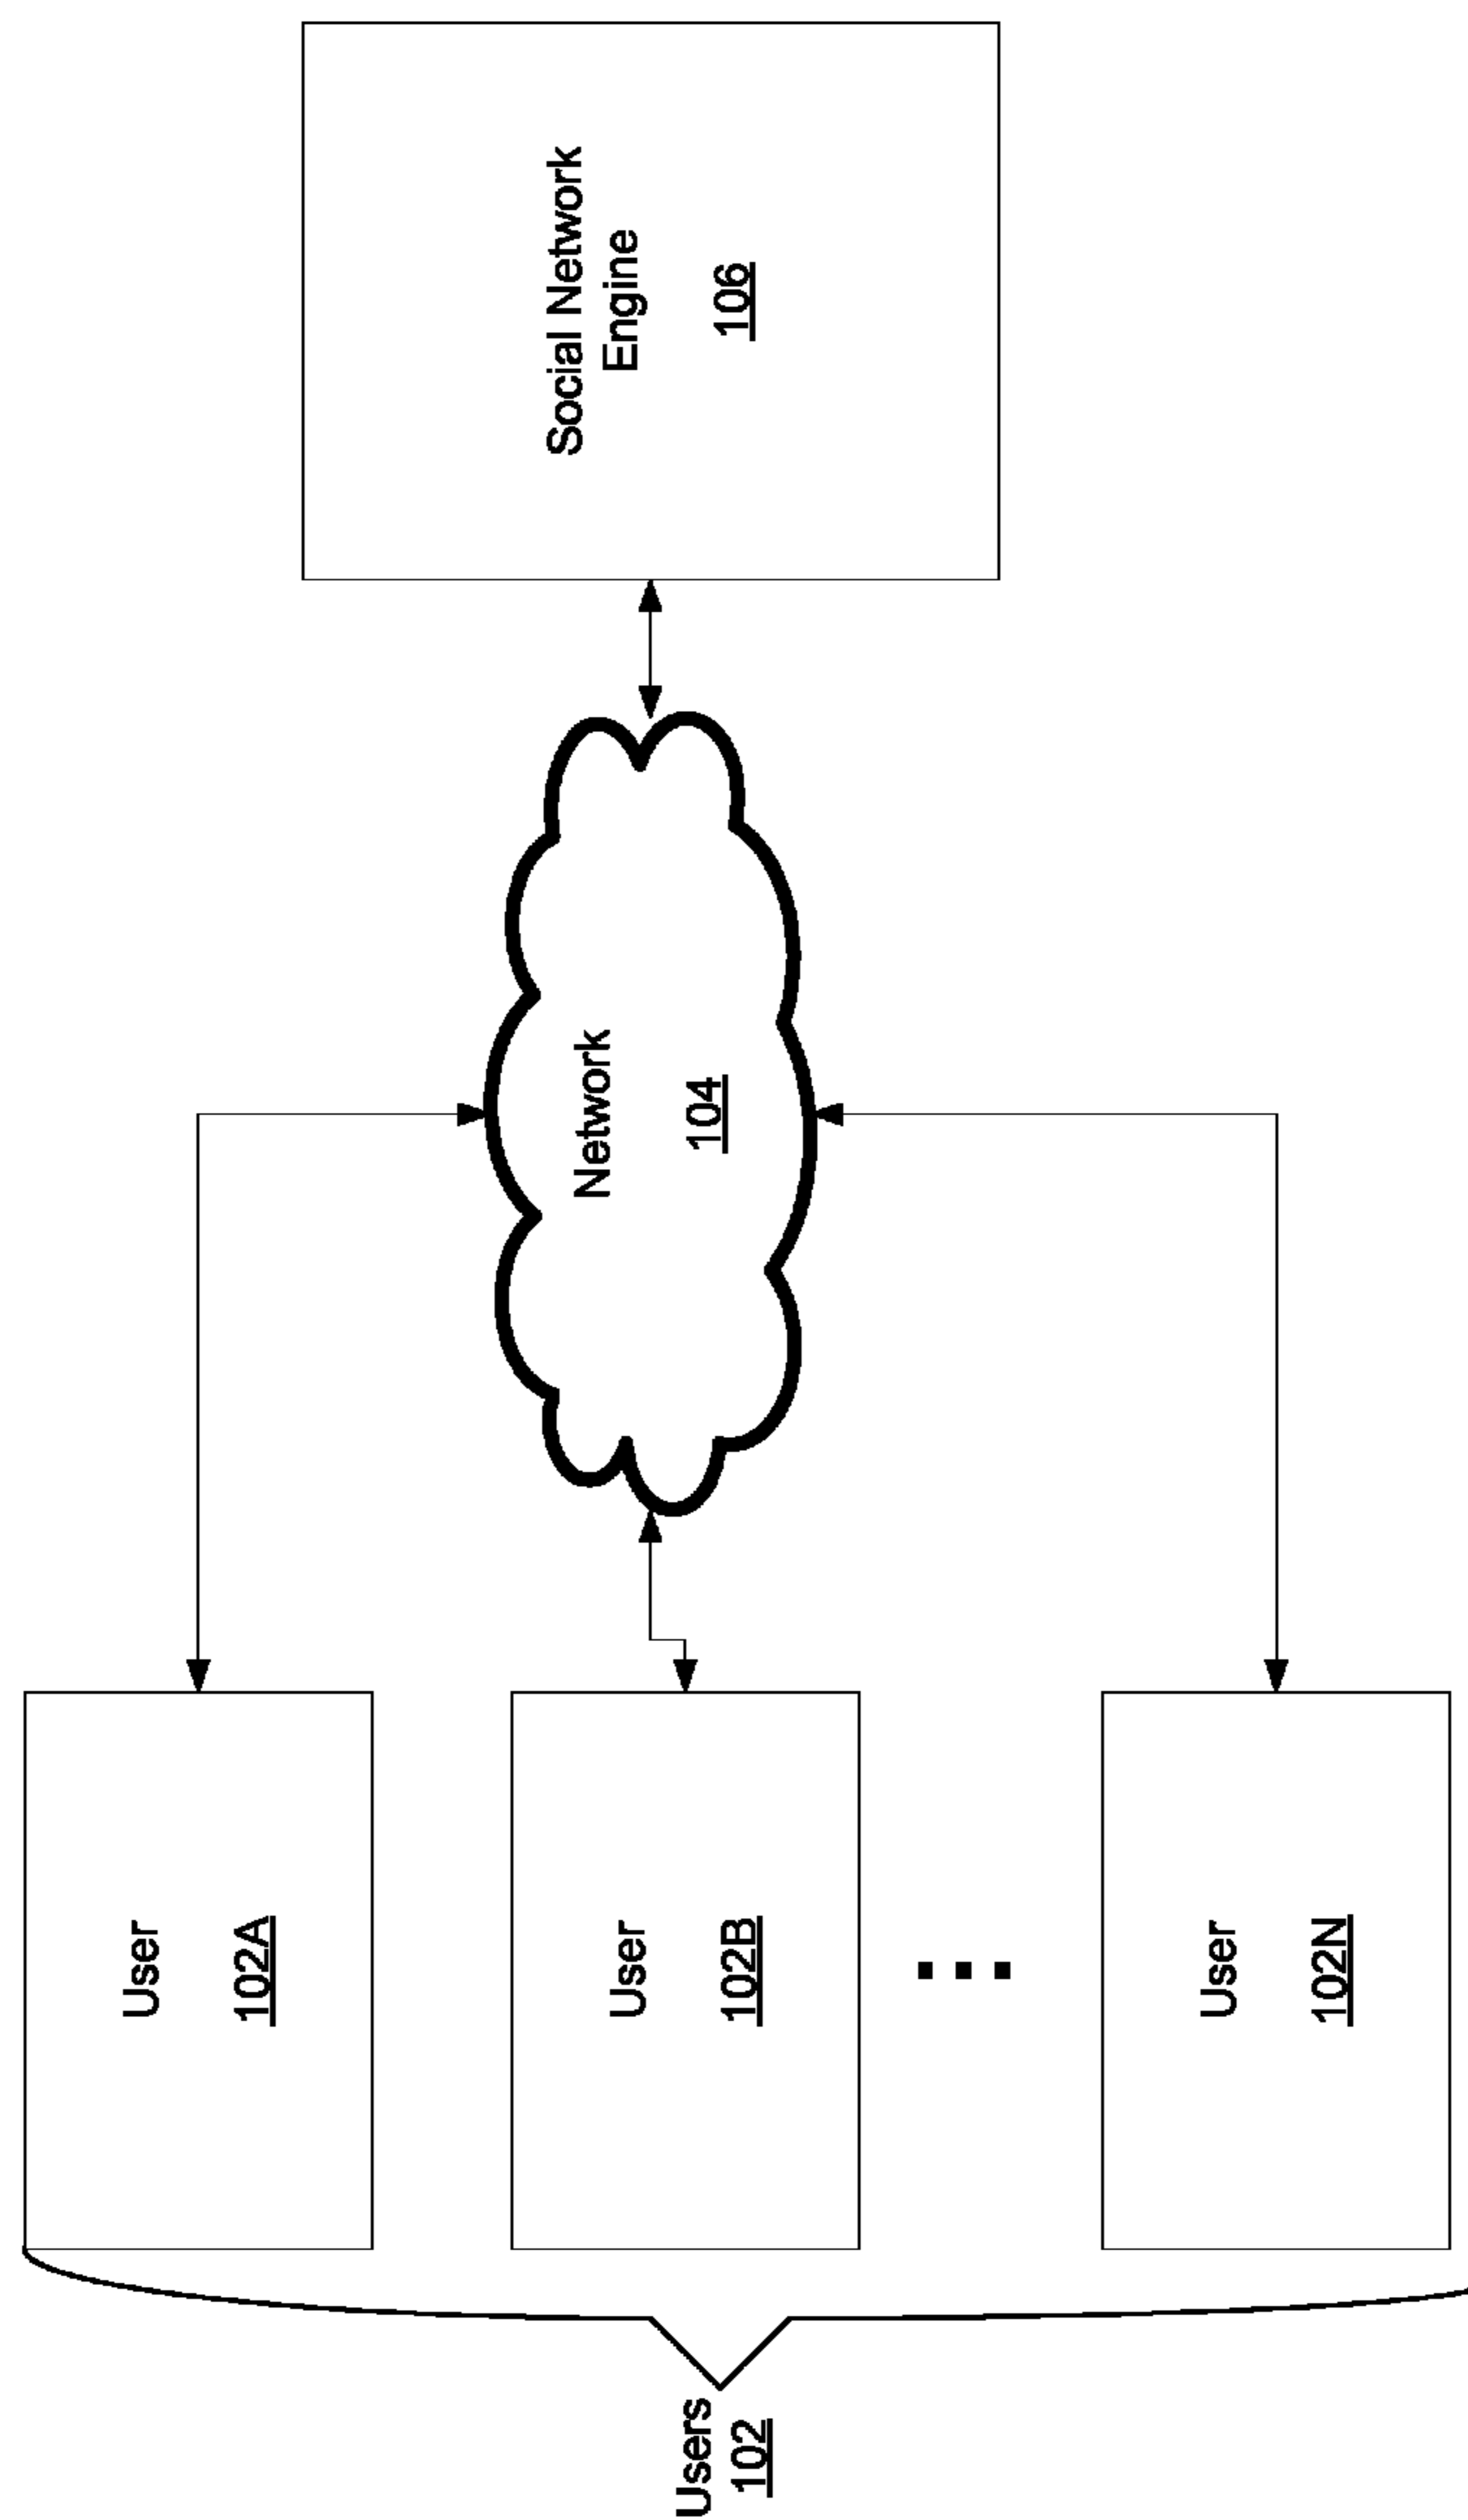 Users
102
User
102A
User
102B
User
102N
Network
104
Social Network
Engine
106